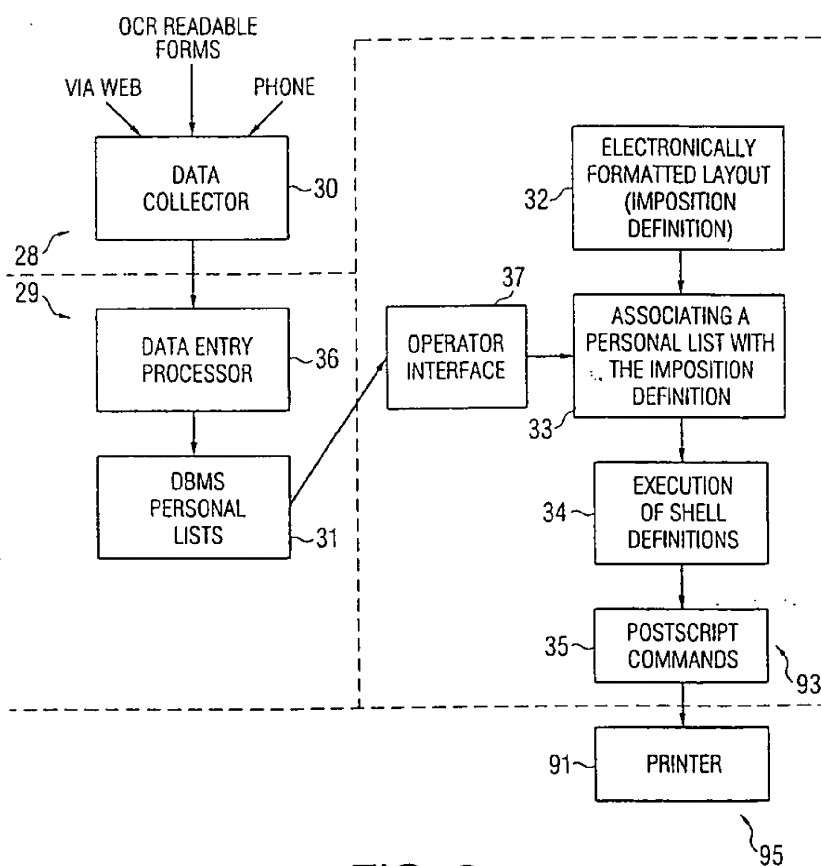 OCR READABLE
FORMS
VIA WEB
PHONE
DATA
COLLECTOR
30
28
29
DATA ENTRY
PROCESSOR
36
DBMS
PERSONAL
LISTS
31
37
OPERATOR
INTERFACE
32
ELECTRONICALLY
FORMATTED LAYOUT
(IMPOSITION
DEFINITION)
ASSOCIATING A
PERSONAL LIST WITH
THE IMPOSITION
DEFINITION
33
34
EXECUTION
OF SHELL
DEFINITIONS
35
POSTSCRIPT
COMMANDS
93
91
PRINTER
95